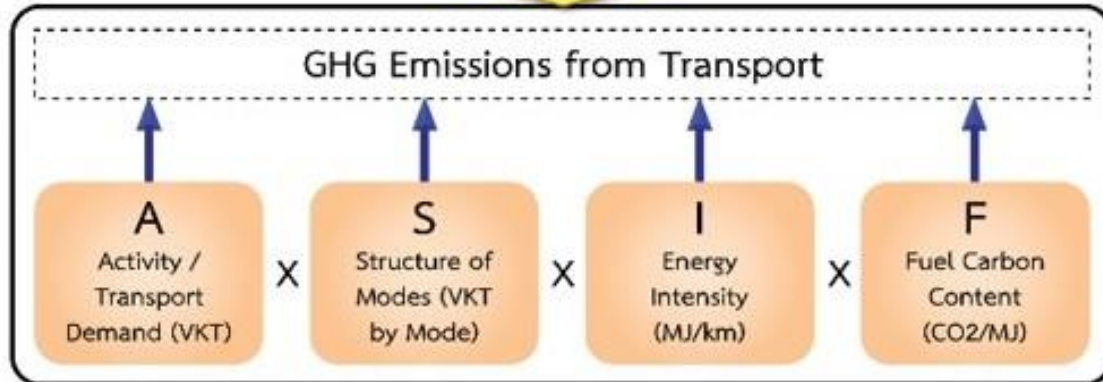 GHG Emissions from Transport
A
Activity /
Transport
Demand (VKT)
X
S
Structure of
Modes (VKT
by Mode)
X
I
Energy
Intensity
(MJ/km)
X
F
Fuel Carbon
Content
(CO2/MJ)